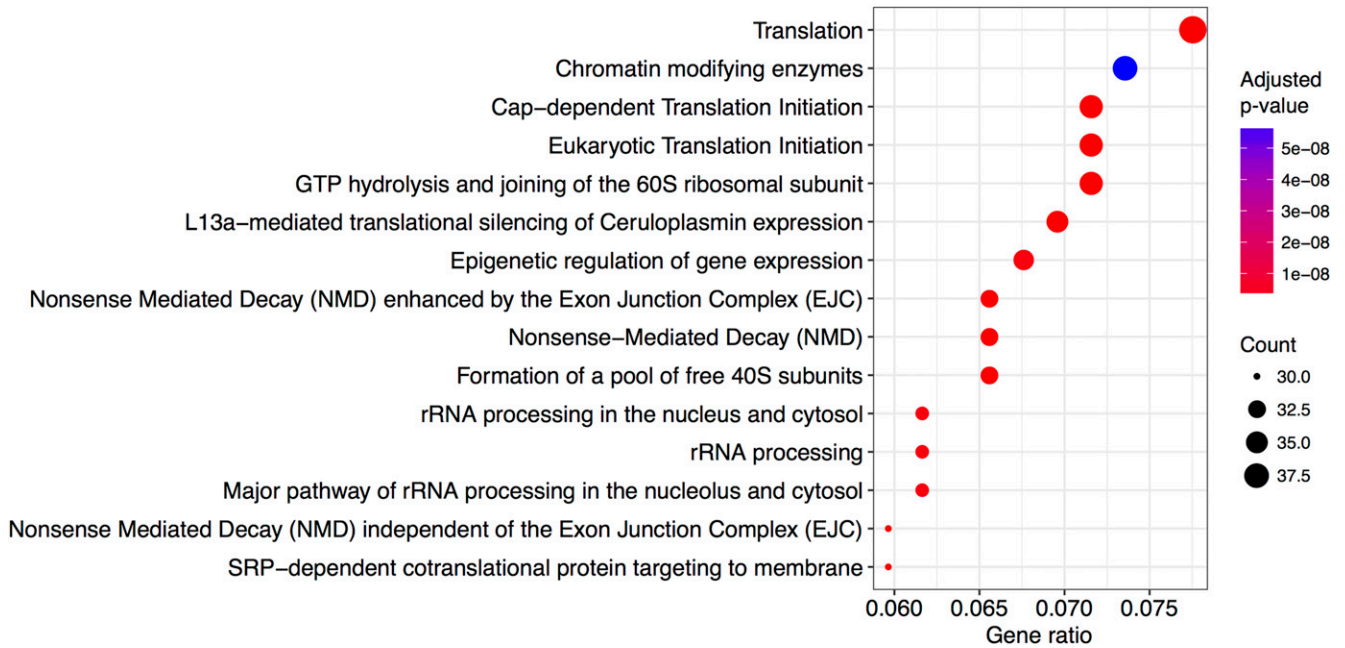 Translation
Chromatin modifying enzymes
Cap−dependent Translation Initiation
Eukaryotic Translation Initiation
GTP hydrolysis and joining of the 60S ribosomal subunit
L13a−mediated translational silencing of Ceruloplasmin expression
Epigenetic regulation of gene expression
Nonsense Mediated Decay (NMD) enhanced by the Exon Junction Complex (EJC)
Nonsense−Mediated Decay (NMD)
Formation of a pool of free 40S subunits
rRNA processing in the nucleus and cytosol
rRNA processing
Major pathway of rRNA processing in the nucleolus and cytosol
Nonsense Mediated Decay (NMD) independent of the Exon Junction Complex (EJC)
SRP−dependent cotranslational protein targeting to membrane
0.060 0.065 0.070 0.075
Gene ratio
Adjusted
p−value
5e−08
4e−08
3e−08
2e−08
1e−08
Count
30.0
32.5
35.0
37.5